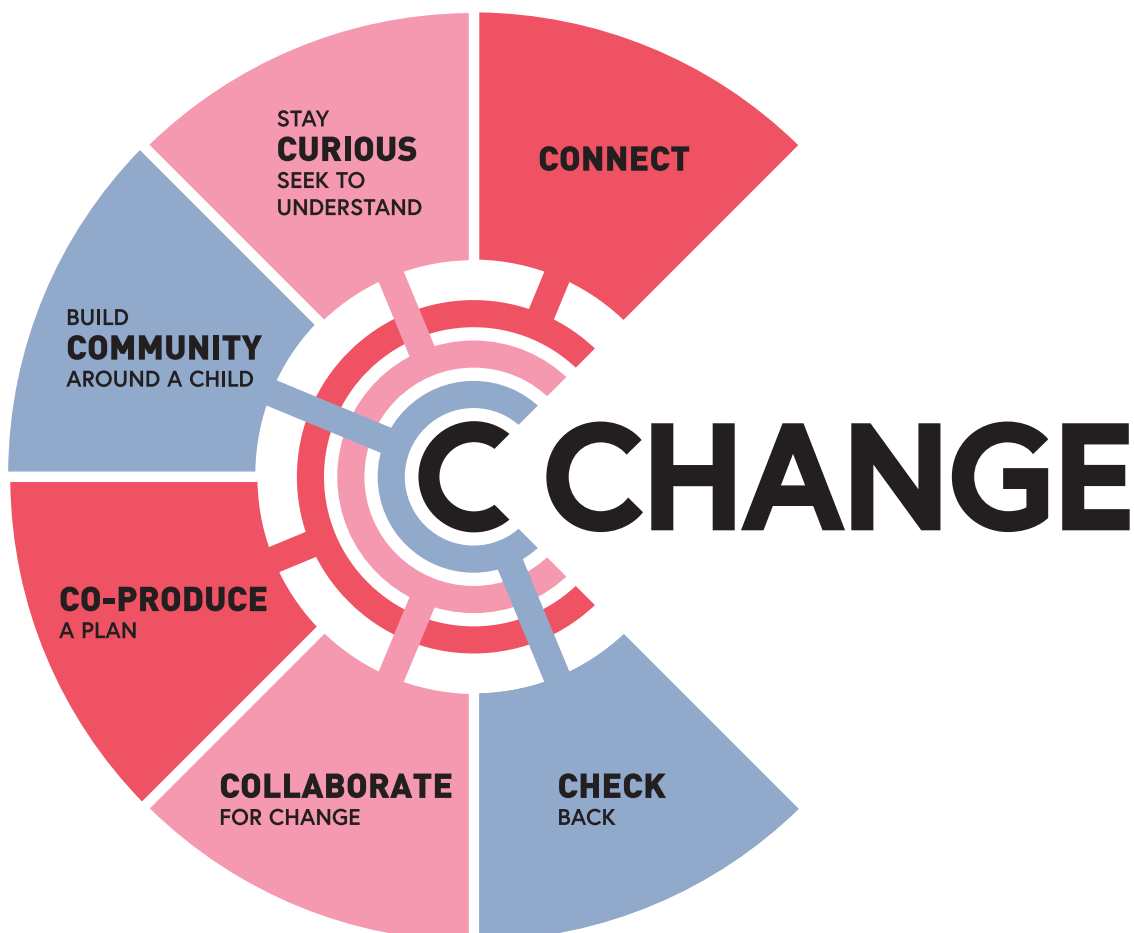 CONNECT
STAY
CURIOUS
SEEK TO
UNDERSTAND
BUILD
COMMUNITY
AROUND A CHILD
CO-PRODUCE
A PLAN
COLLABORATE
FOR CHANGE
CHECK
BACK
C CHANGE